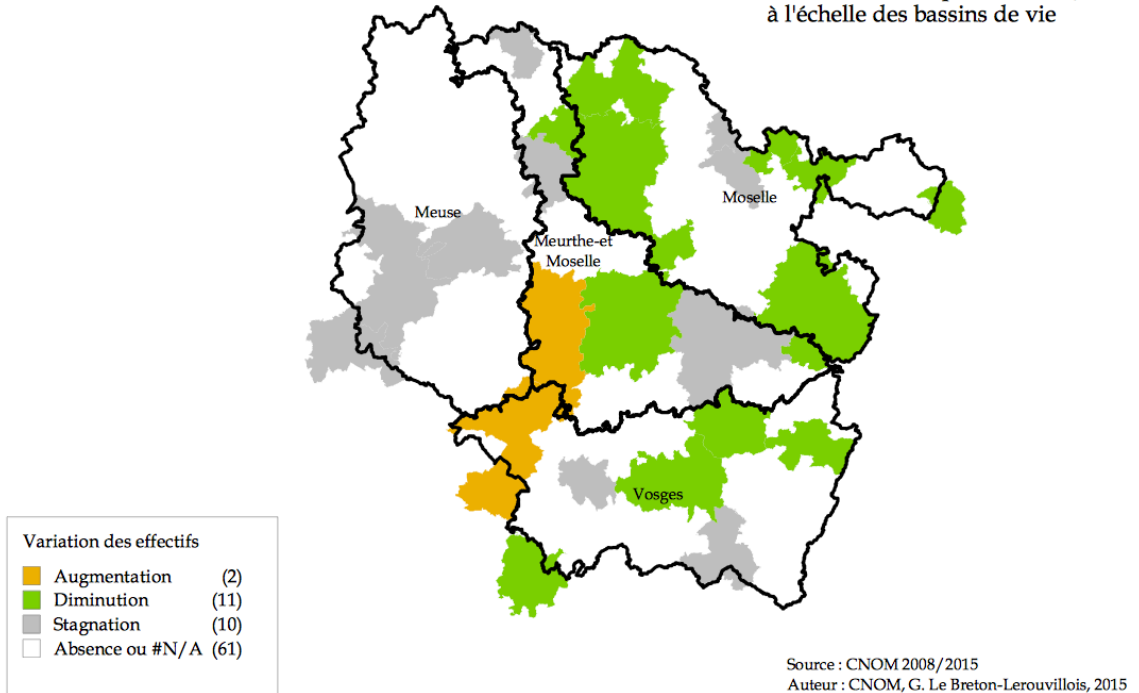 à l'échelle des bassins de vie
Meuse
Moselle
Meurthe-et
Moselle
Vosges
Variation des effectifs
Augmentation (2)
Diminution (11)
Stagnation (10)
Absence ou #N/A (61)
Source : CNOM 2008/2015
Auteur : CNOM, G. Le Breton-Lerouvillois, 2015